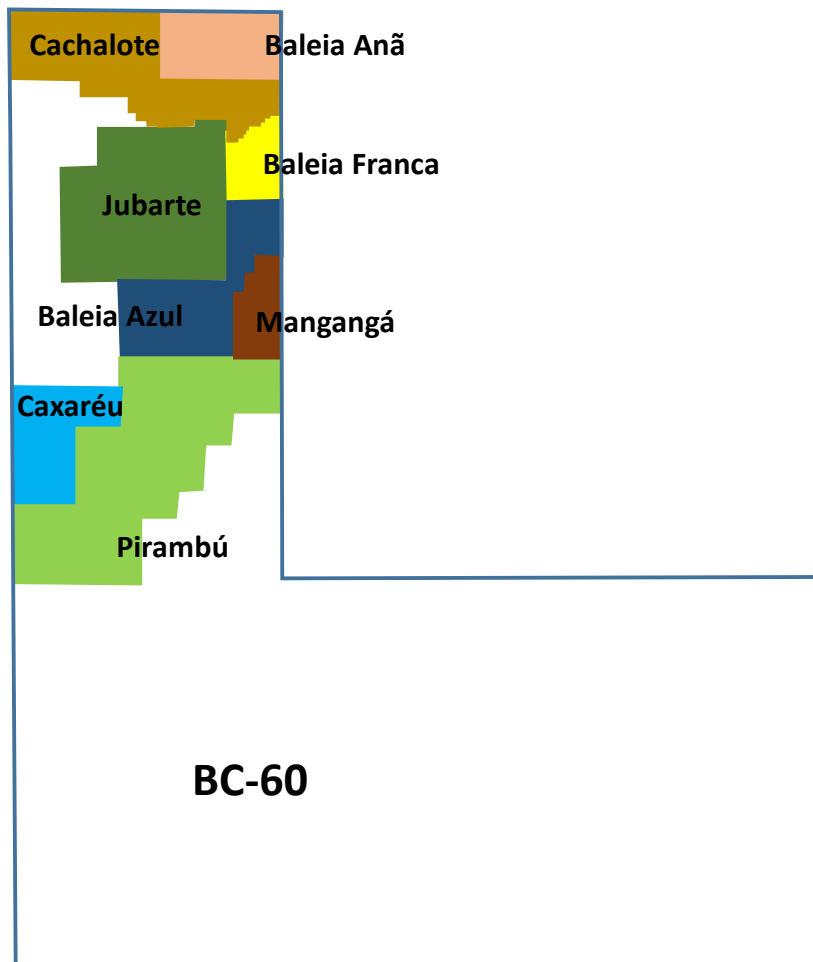 Cachalote
Baleia Anã
Baleia Franca
Jubarte
Baleia Azul
Mangangá
Caxaréu
Pirambú
BC-60